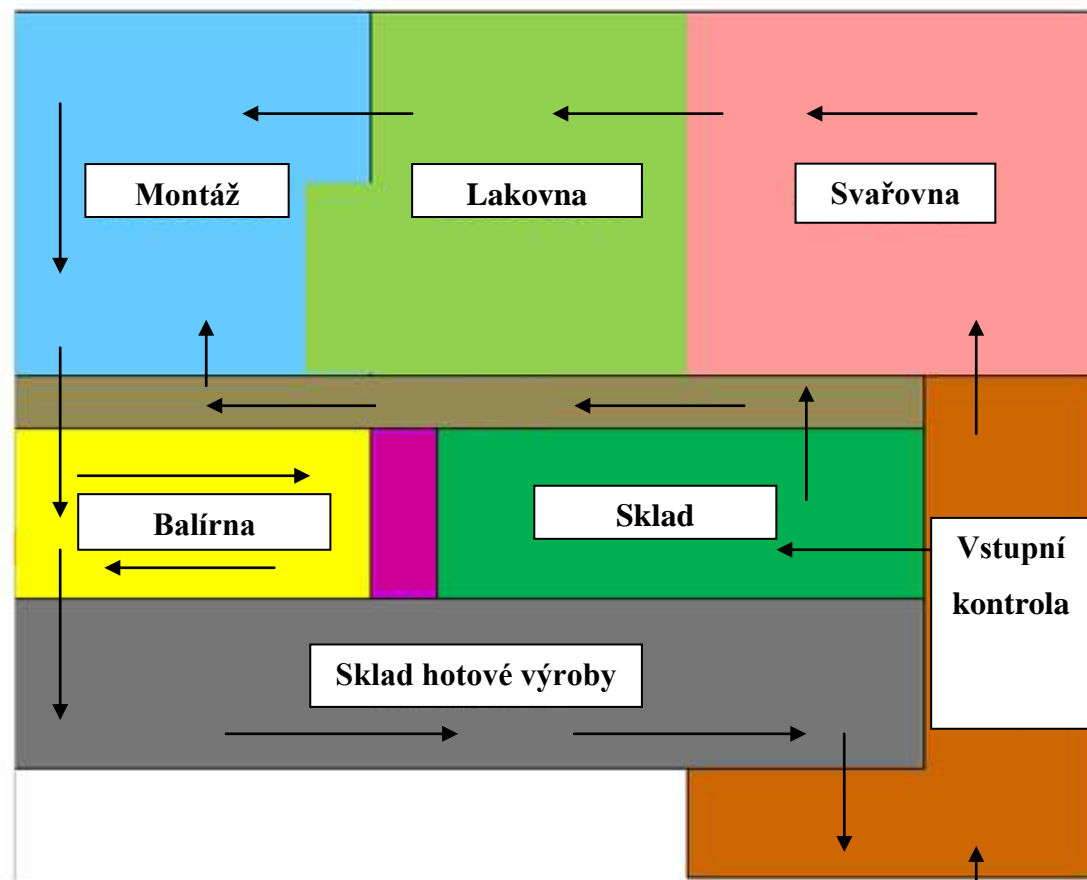 Montáž
Lakovna
Svařovna
Balírna
Sklad
Vstupní
kontrola
Sklad hotové výroby